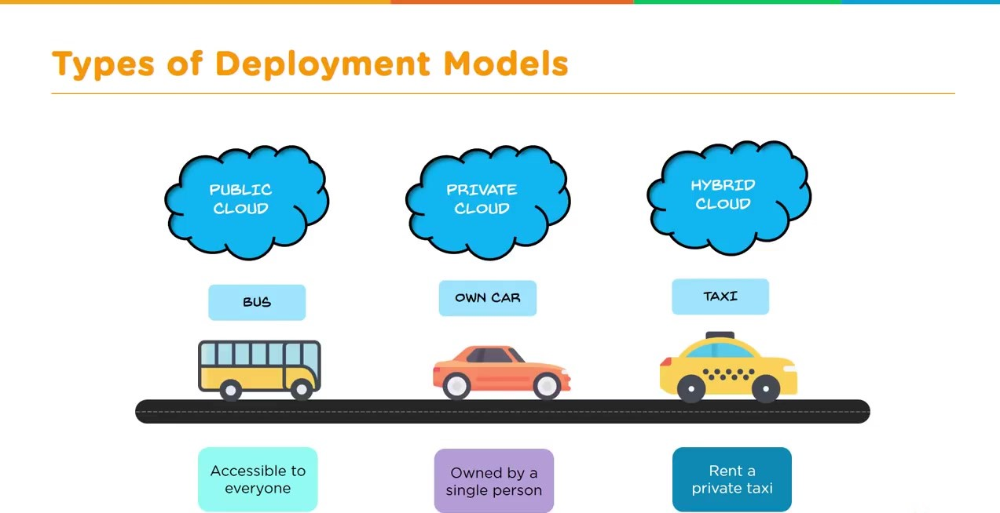 Types of Deployment Models
PUBLIC
CLOUD
PRIVATE
CLOUD
HYBRID
CLOUD
BUS
OWN CAR
TAXI
Accessible to
everyone
Owned by a
single person
Rent a
private taxi